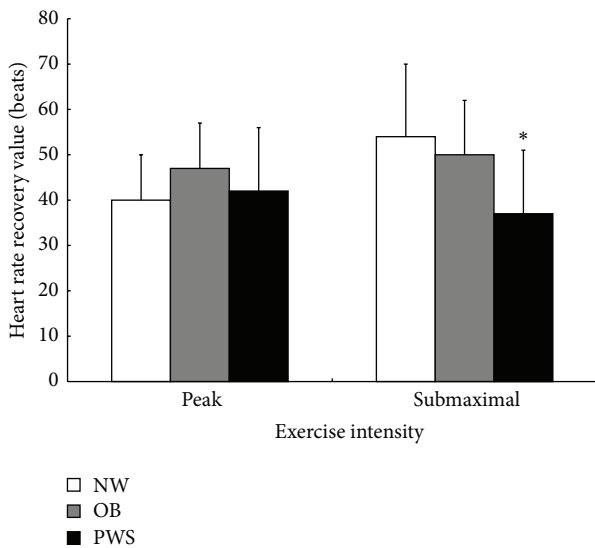 80
70
60
50
40
30
20
10
0
Heart rate recovery value (beats)
*
Peak
Submaximal
Exercise intensity
NW
OB
PWS